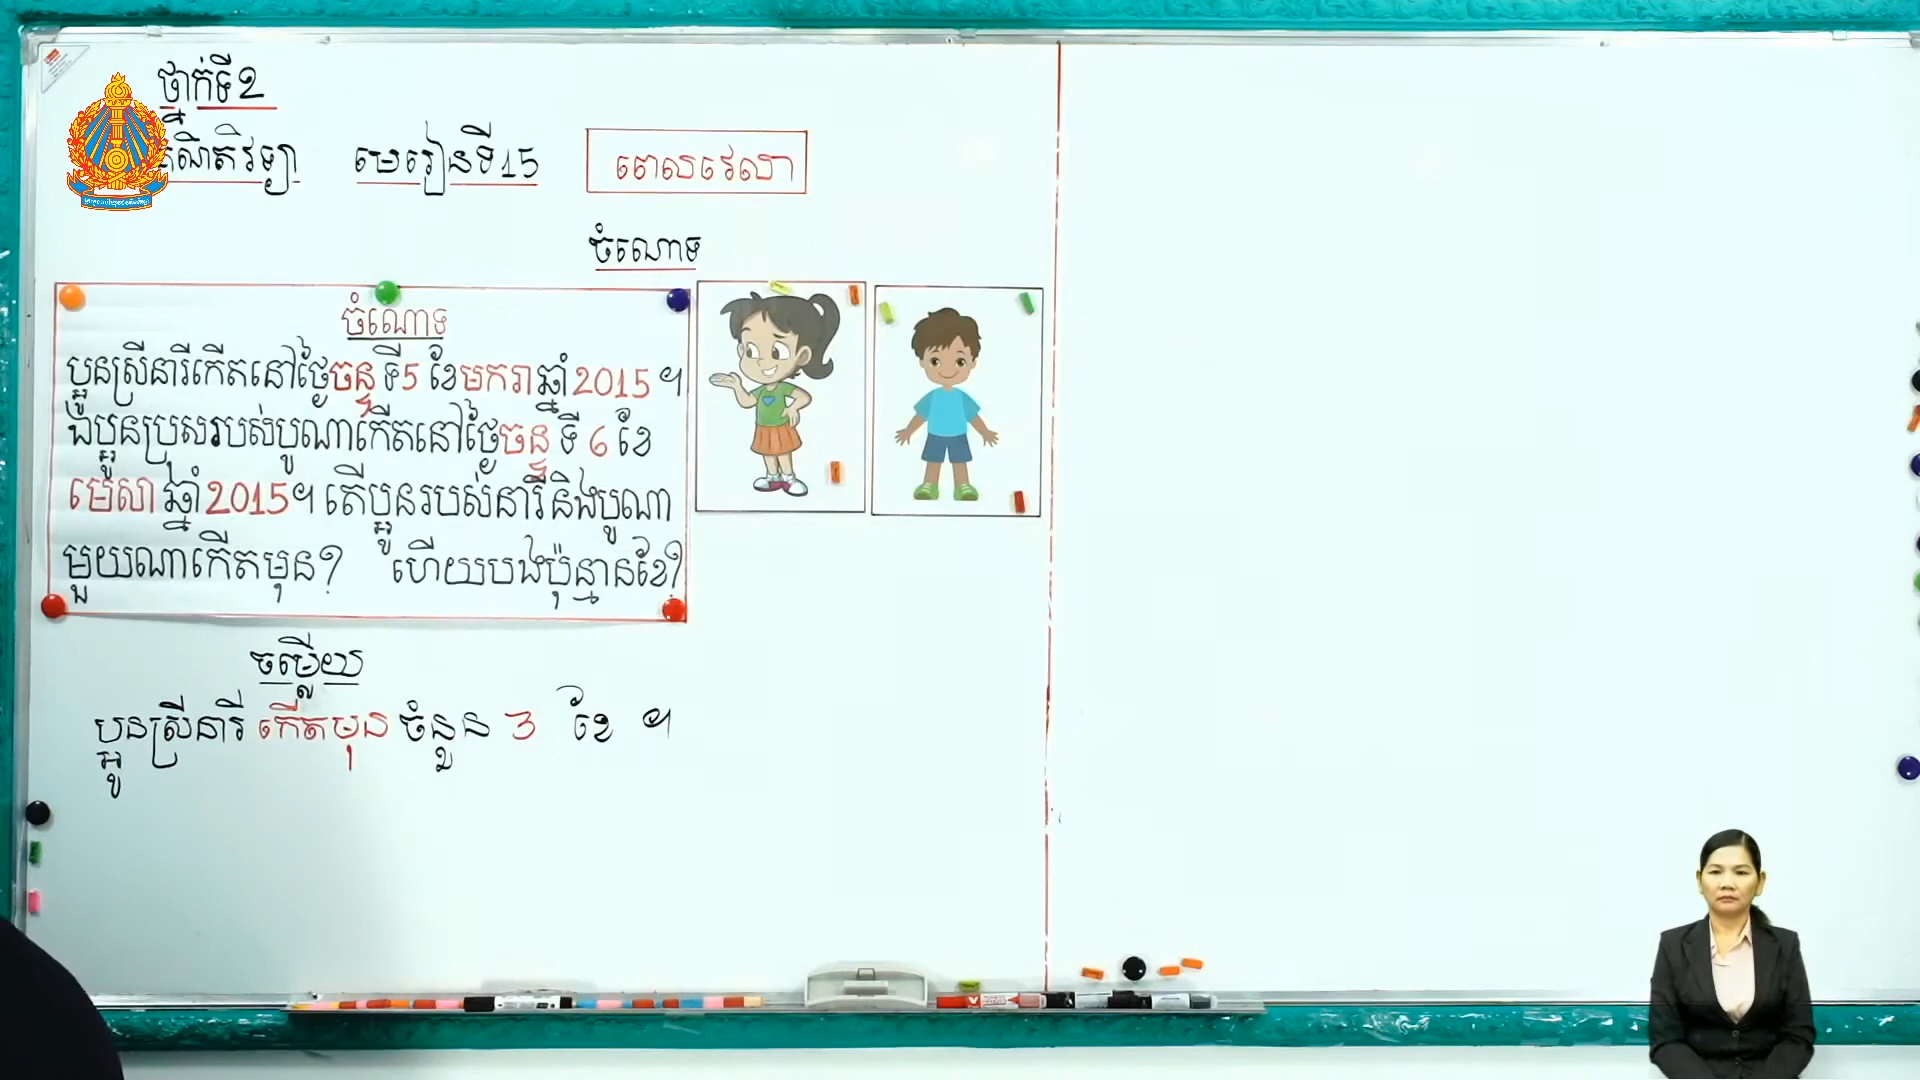 ថ្នាក់ទី២
គណិតវិទ្យា មេរៀនទី15 ពេលវេលា
ចំណោទ
ចំណោទ
ប្អូនស្រីនារីកើតនៅថ្ងៃចន្ទ ទី5 ខែមករា ឆ្នាំ 2015 ។
ឯប្អូនប្រុសរបស់បូណាកើតនៅថ្ងៃចន្ទ ទី 6 ខែ
មេសា ឆ្នាំ 2015។ តើប្អូនរបស់នារី និងបូណា
មួយណាកើតមុន? ហើយបងប៉ុន្មានខែ?
ចម្លើយ
ប្អូនស្រីនារី កើតមុន ចំនួន 3 ខែ ។